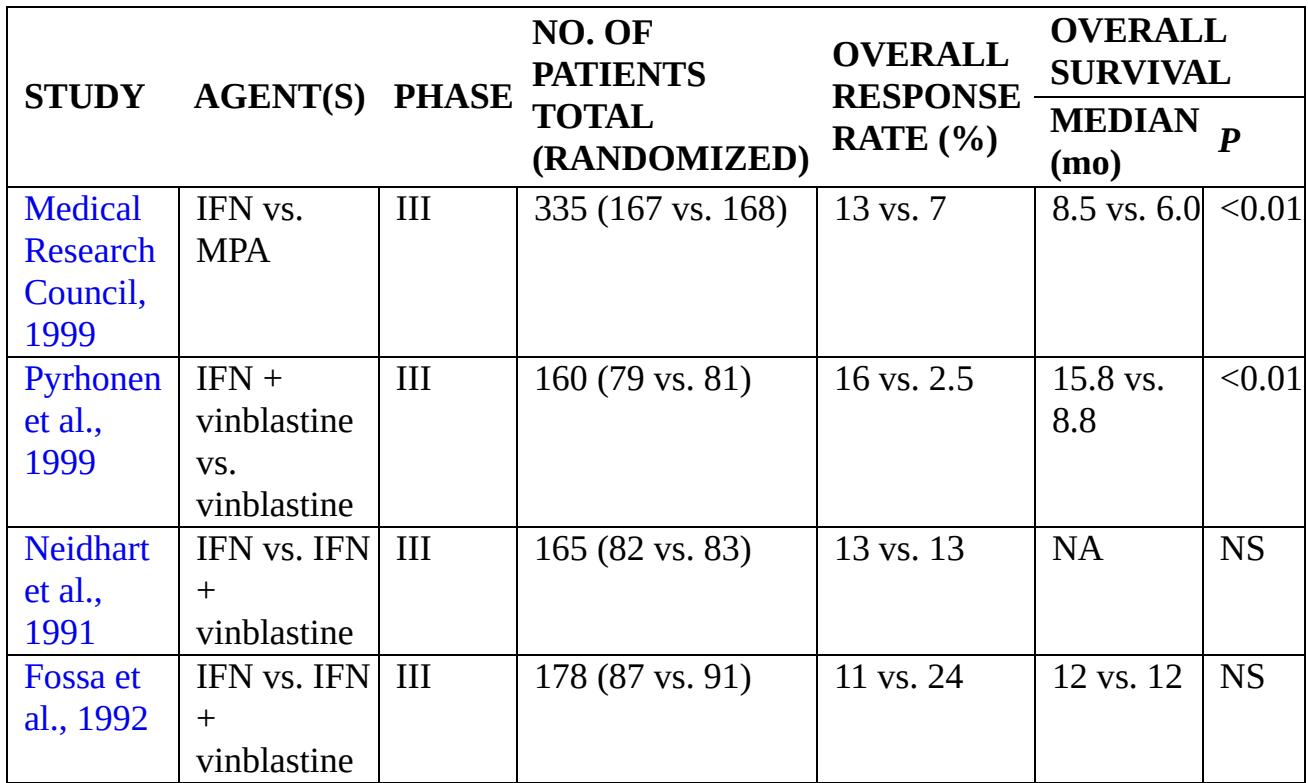 STUDY
AGENT(S)
PHASE
NO. OF
PATIENTS
TOTAL
(RANDOMIZED)
OVERALL
RESPONSE
RATE (%)
OVERALL
SURVIVAL
MEDIAN
(mo)
P
Medical
Research
Council,
1999
IFN vs.
MPA
III
335 (167 vs. 168)
13 vs. 7
8.5 vs. 6.0
<0.01
Pyrhonen
et al.,
1999
IFN +
vinblastine
vs.
vinblastine
III
160 (79 vs. 81)
16 vs. 2.5
15.8 vs.
8.8
<0.01
Neidhart
et al.,
1991
IFN vs. IFN
+
vinblastine
III
165 (82 vs. 83)
13 vs. 13
NA
NS
Fossa et
al., 1992
IFN vs. IFN
+
vinblastine
III
178 (87 vs. 91)
11 vs. 24
12 vs. 12
NS